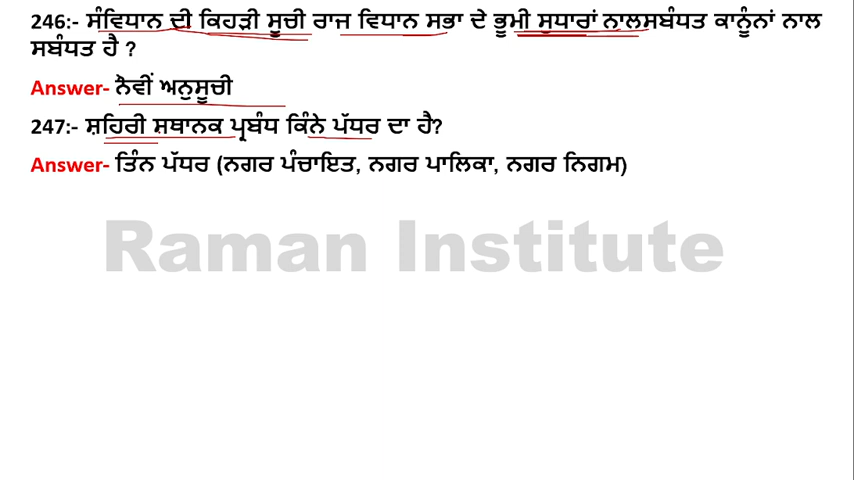 246:- ਸੰਵਿਧਾਨ ਦੀ ਕਿਹੜੀ ਸੂਚੀ ਰਾਜ ਵਿਧਾਨ ਸਭਾ ਦੇ ਭੂਮੀ ਸੁਧਾਰਾਂ ਨਾਲਸਬੰਧਤ ਕਾਨੂੰਨਾਂ ਨਾਲ
ਸਬੰਧਤ ਹੈ ?
Answer- ਨੌਵੀਂ ਅਨੁਸੂਚੀ
247:- ਸ਼ਹਿਰੀ ਸਥਾਨਕ ਪ੍ਰਬੰਧ ਕਿੰਨੇ ਪੱਧਰ ਦਾ ਹੈ?
Answer- ਤਿੰਨ ਪੱਧਰ (ਨਗਰ ਪੰਚਾਇਤ, ਨਗਰ ਪਾਲਿਕਾ, ਨਗਰ ਨਿਗਮ)
Raman Institute